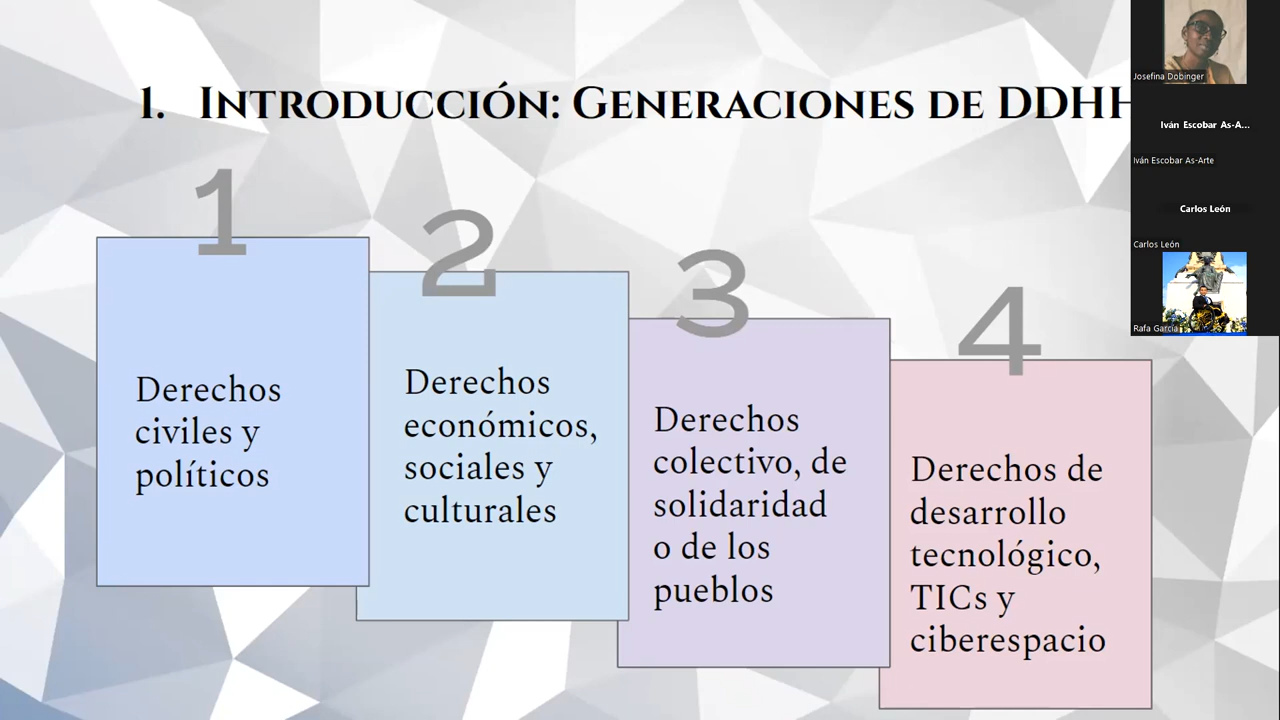 1. Introducción: Generaciones de DDHH
1
Derechos
civiles y
políticos
2
Derechos
económicos,
sociales y
culturales
3
Derechos
colectivo, de
solidaridad
o de los
pueblos
4
Derechos de
desarrollo
tecnológico,
TICs y
ciberespacio
Josefina Dobinger
Iván Escobar As-A...
Iván Escobar As-Arte
Carlos León
Carlos León
Rafa García